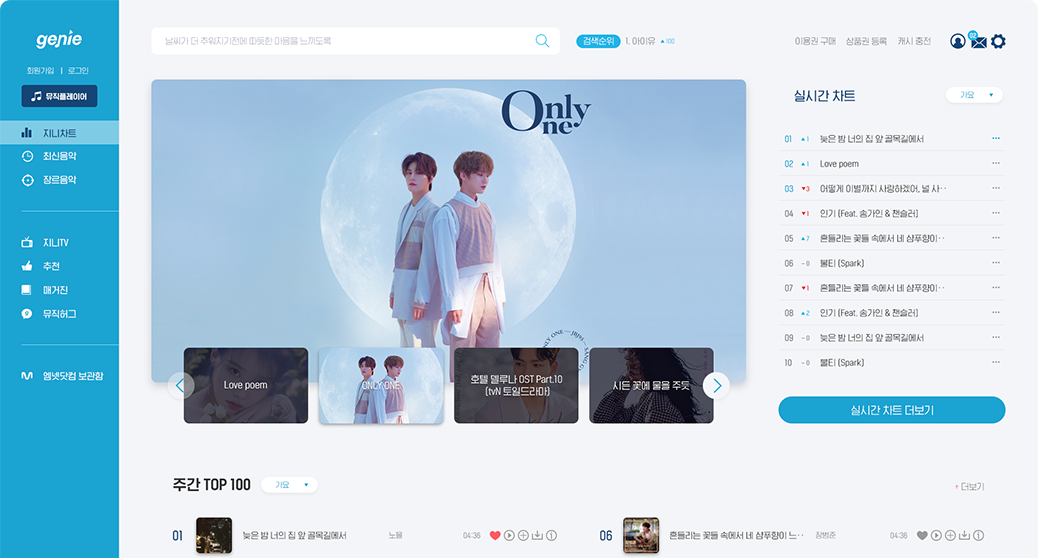 genie
회원가입 | 로그인
뮤직플레이어
지니차트
최신음악
장르음악
지니TV
추천
매거진
뮤직허그
엠넷닷컴 보관함
날씨가 더 추워지기전에 따듯한 마음을 느끼도록
검색순위 1. 아이유 ▲100
이용권 구매 상품권 등록 캐시 충전
02
Only
One
Love poem
ONLY ONE
호텔 델루나 OST Part.10
(tvN 토일드라마)
시든 꽃에 물을 주듯
실시간 차트
가요 ▼
01 ▲1 늦은 밤 너의 집 앞 골목길에서 ···
02 ▲1 Love poem ···
03 ▼3 어떻게 이별까지 사랑하겠어, 널 사·· ···
04 ▼1 인기 (Feat. 송가인 & 챈슬러) ···
05 ▲7 흔들리는 꽃들 속에서 네 샴푸향이·· ···
06 - 0 불티 (Spark) ···
07 ▼1 흔들리는 꽃들 속에서 네 샴푸향이·· ···
08 ▲2 인기 (Feat. 송가인 & 챈슬러) ···
09 - 0 늦은 밤 너의 집 앞 골목길에서 ···
10 - 0 불티 (Spark) ···
실시간 차트 더보기
주간 TOP 100
가요 ▼
+ 더보기
01 늦은 밤 너의 집 앞 골목길에서 노을 04:36
06 흔들리는 꽃들 속에서 네 샴푸향이 느·· 장범준 04:36